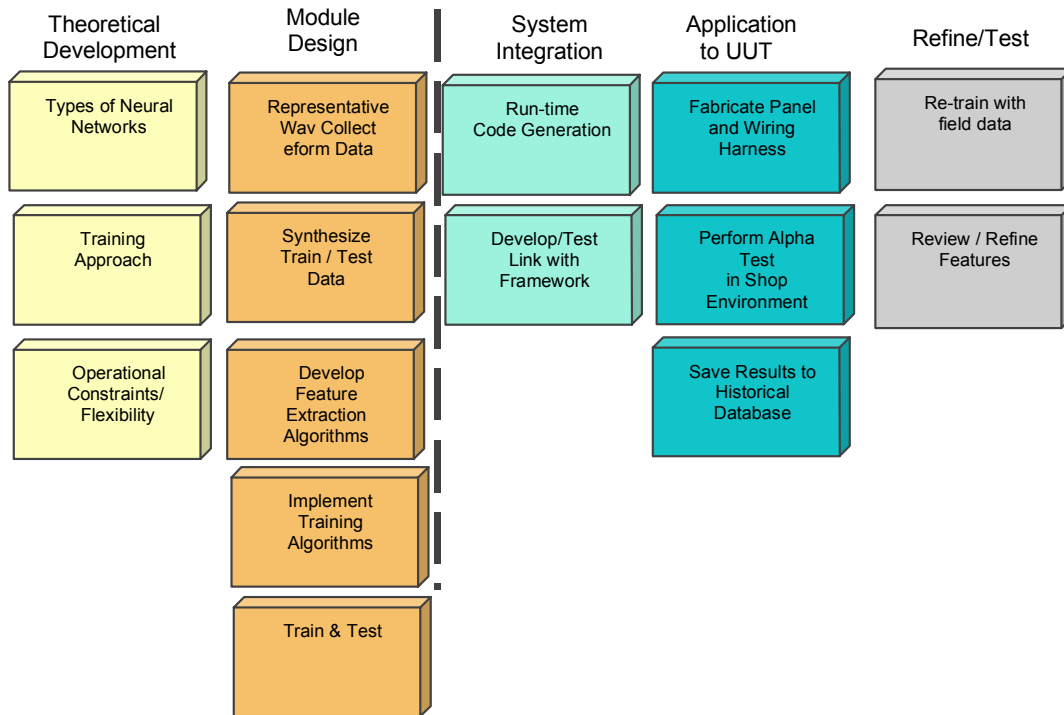 Theoretical
Development
Module
Design
System
Integration
Application
to UUT
Refine/Test
Types of Neural
Networks
Training
Approach
Operational
Constraints/
Flexibility
Representative
Wav Collect
eform Data
Synthesize
Train / Test
Data
Develop
Feature
Extraction
Algorithms
Implement
Training
Algorithms
Train & Test
Run-time
Code Generation
Develop/Test
Link with
Framework
Fabricate Panel
and Wiring
Harness
Perform Alpha
Test
in Shop
Environment
Save Results to
Historical
Database
Re-train with
field data
Review / Refine
Features